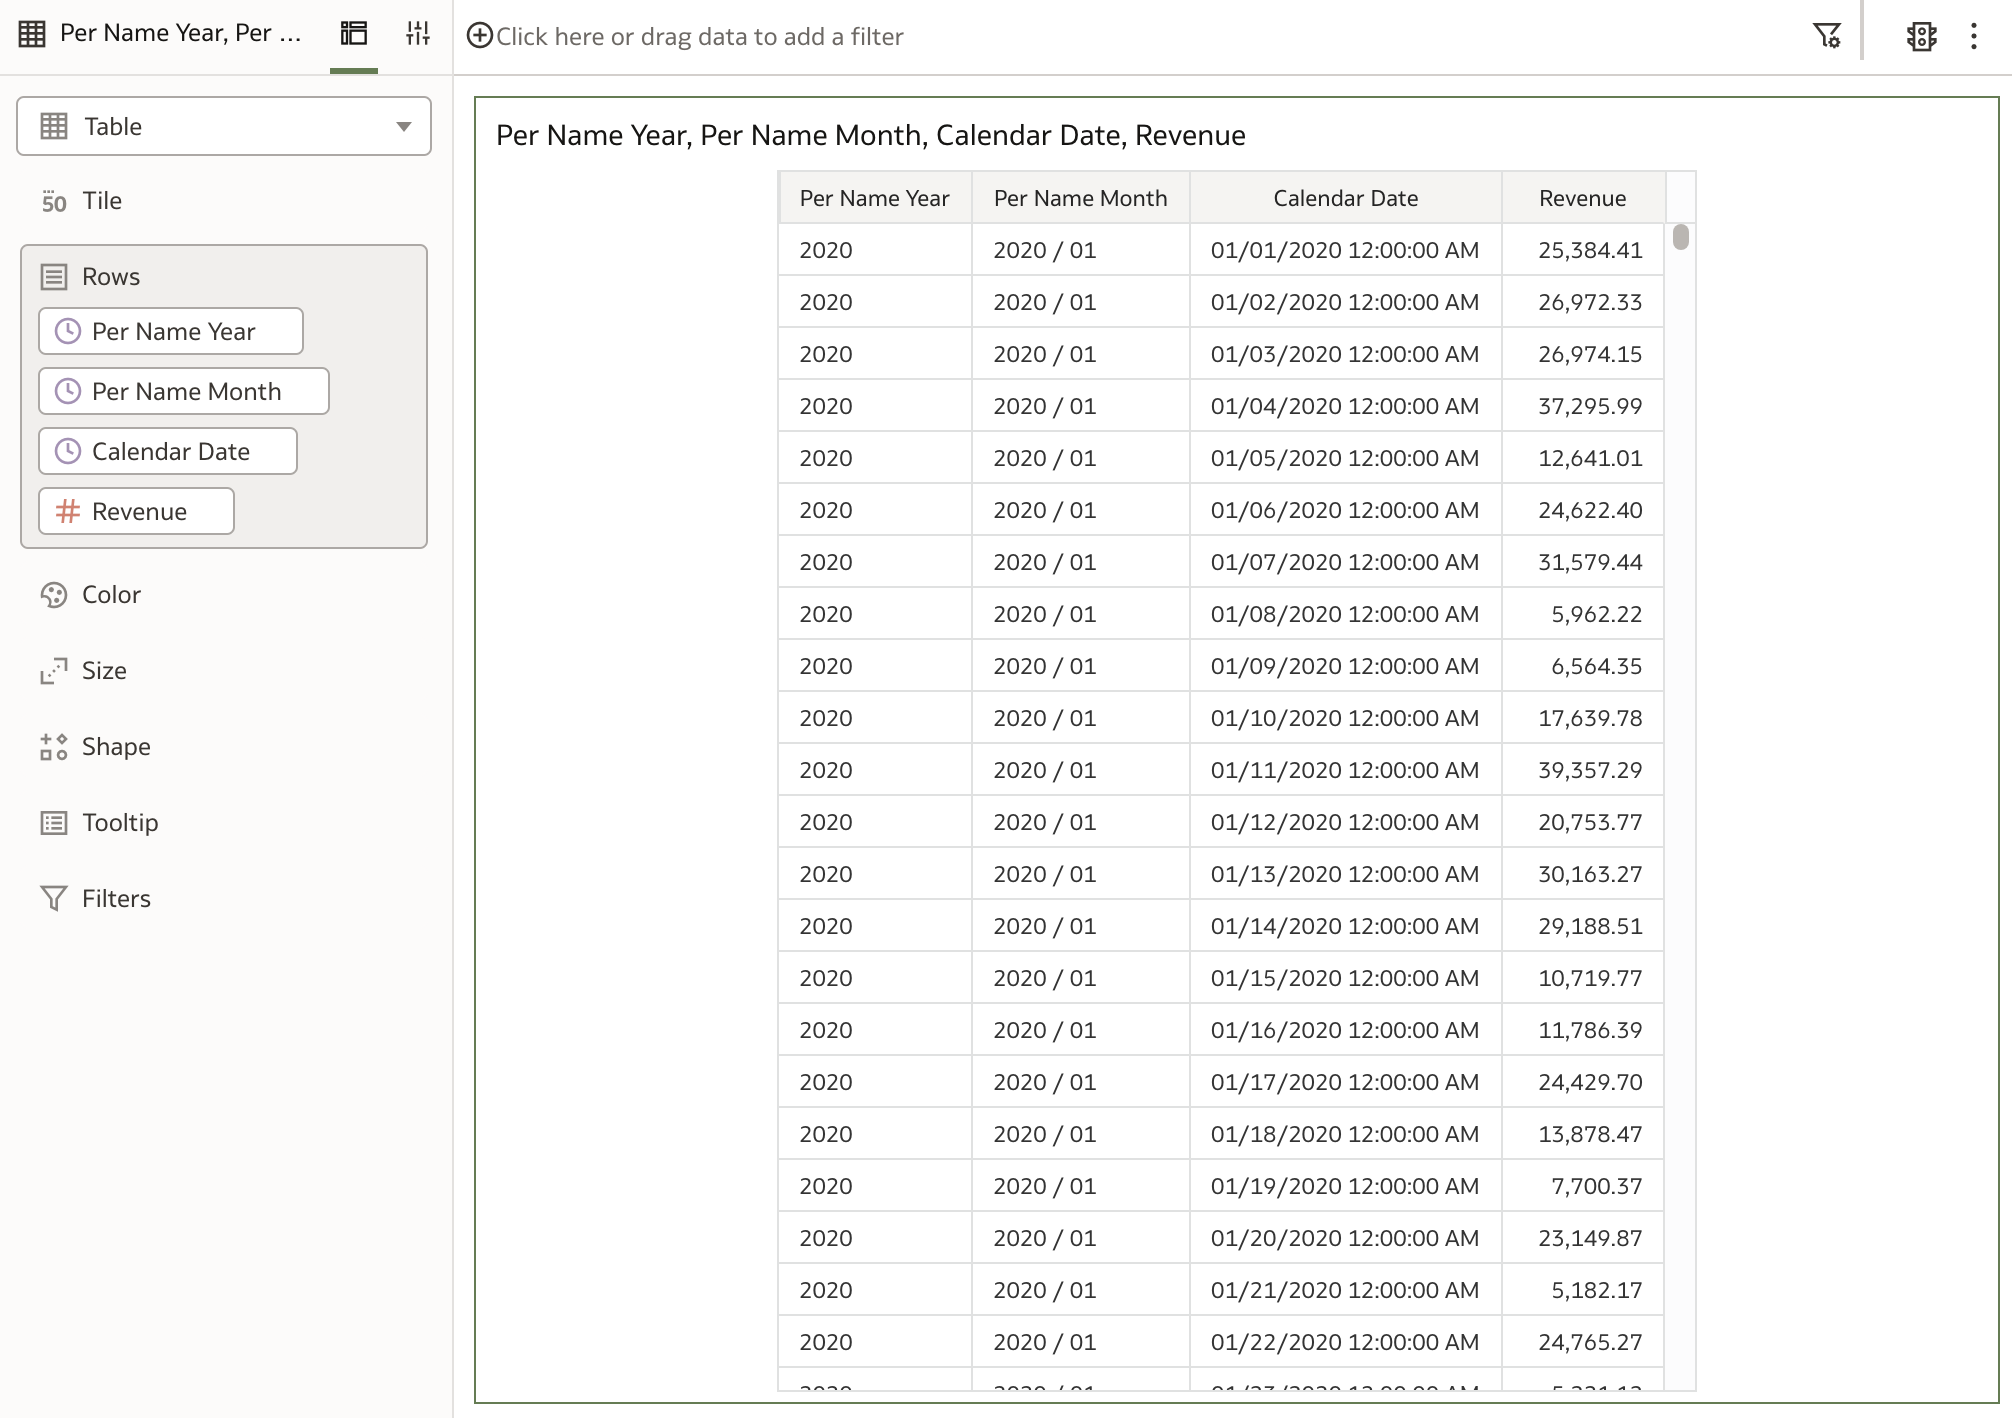 Per Name Year, Per ...
Click here or drag data to add a filter
Table
50 Tile
Rows
Per Name Year
Per Name Month
Calendar Date
# Revenue
Color
Size
Shape
Tooltip
Filters
Per Name Year, Per Name Month, Calendar Date, Revenue
Per Name Year Per Name Month Calendar Date Revenue
2020 2020 / 01 01/01/2020 12:00:00 AM 25,384.41
2020 2020 / 01 01/02/2020 12:00:00 AM 26,972.33
2020 2020 / 01 01/03/2020 12:00:00 AM 26,974.15
2020 2020 / 01 01/04/2020 12:00:00 AM 37,295.99
2020 2020 / 01 01/05/2020 12:00:00 AM 12,641.01
2020 2020 / 01 01/06/2020 12:00:00 AM 24,622.40
2020 2020 / 01 01/07/2020 12:00:00 AM 31,579.44
2020 2020 / 01 01/08/2020 12:00:00 AM 5,962.22
2020 2020 / 01 01/09/2020 12:00:00 AM 6,564.35
2020 2020 / 01 01/10/2020 12:00:00 AM 17,639.78
2020 2020 / 01 01/11/2020 12:00:00 AM 39,357.29
2020 2020 / 01 01/12/2020 12:00:00 AM 20,753.77
2020 2020 / 01 01/13/2020 12:00:00 AM 30,163.27
2020 2020 / 01 01/14/2020 12:00:00 AM 29,188.51
2020 2020 / 01 01/15/2020 12:00:00 AM 10,719.77
2020 2020 / 01 01/16/2020 12:00:00 AM 11,786.39
2020 2020 / 01 01/17/2020 12:00:00 AM 24,429.70
2020 2020 / 01 01/18/2020 12:00:00 AM 13,878.47
2020 2020 / 01 01/19/2020 12:00:00 AM 7,700.37
2020 2020 / 01 01/20/2020 12:00:00 AM 23,149.87
2020 2020 / 01 01/21/2020 12:00:00 AM 5,182.17
2020 2020 / 01 01/22/2020 12:00:00 AM 24,765.27